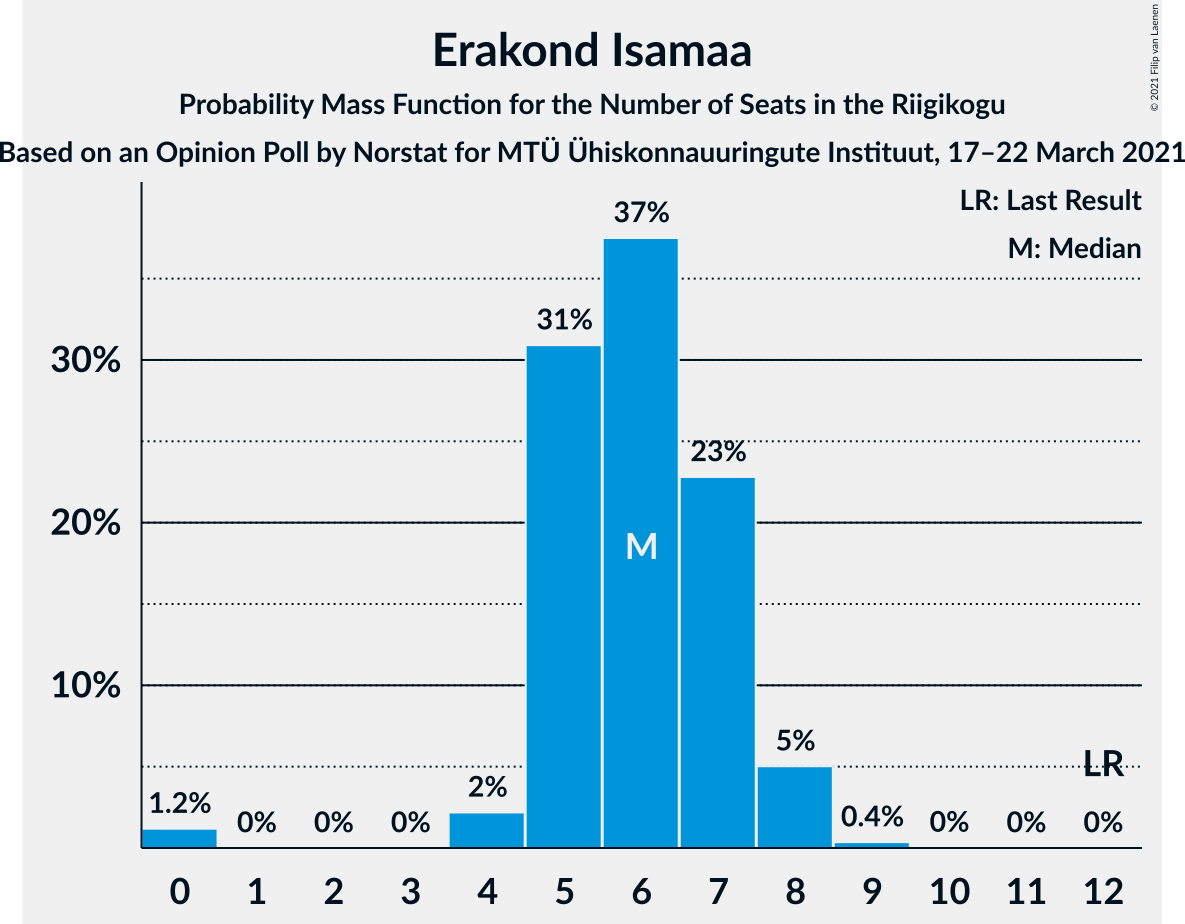 Erakond Isamaa
Probability Mass Function for the Number of Seats in the Riigikogu
Based on an Opinion Poll by Norstat for MTÜ Ühiskonnauuringute Instituut, 17–22 March 2021
© 2021 Filip van Laenen
LR: Last Result
M: Median
37%
31%
30%
23%
20%
M
10%
5%
LR
2%
1.2%
0% 0% 0% 0.4% 0% 0% 0%
0 1 2 3 4 5 6 7 8 9 10 11 12